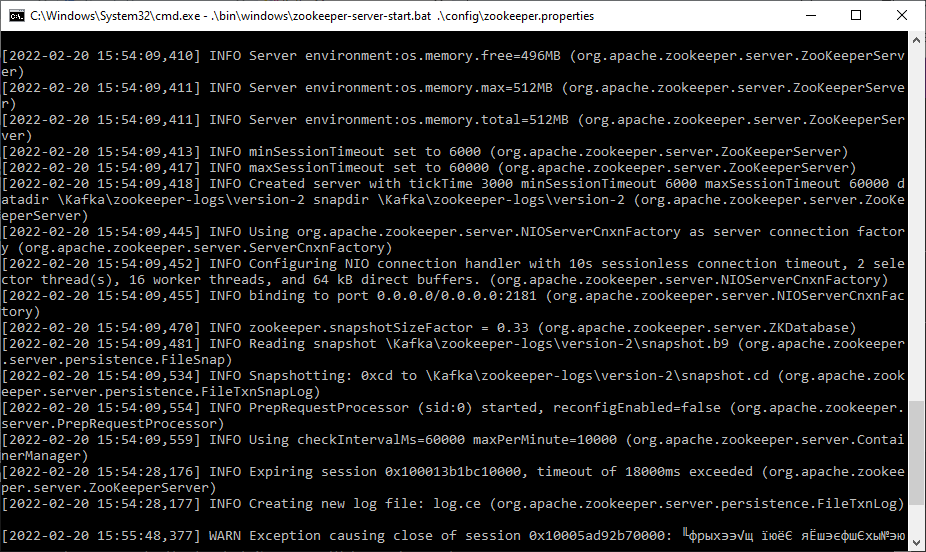 C:\Windows\System32\cmd.exe - .\bin\windows\zookeeper-server-start.bat .\config\zookeeper.properties
[2022-02-20 15:54:09,410] INFO Server environment:os.memory.free=496MB (org.apache.zookeeper.server.ZooKeeperServ
er)
[2022-02-20 15:54:09,411] INFO Server environment:os.memory.max=512MB (org.apache.zookeeper.server.ZooKeeperServe
r)
[2022-02-20 15:54:09,411] INFO Server environment:os.memory.total=512MB (org.apache.zookeeper.server.ZooKeeperSer
ver)
[2022-02-20 15:54:09,413] INFO minSessionTimeout set to 6000 (org.apache.zookeeper.server.ZooKeeperServer)
[2022-02-20 15:54:09,417] INFO maxSessionTimeout set to 60000 (org.apache.zookeeper.server.ZooKeeperServer)
[2022-02-20 15:54:09,418] INFO Created server with tickTime 3000 minSessionTimeout 6000 maxSessionTimeout 60000 d
atadir \Kafka\zookeeper-logs\version-2 snapdir \Kafka\zookeeper-logs\version-2 (org.apache.zookeeper.server.ZooKe
eperServer)
[2022-02-20 15:54:09,445] INFO Using org.apache.zookeeper.server.NIOServerCnxnFactory as server connection factor
y (org.apache.zookeeper.server.ServerCnxnFactory)
[2022-02-20 15:54:09,452] INFO Configuring NIO connection handler with 10s sessionless connection timeout, 2 sele
ctor thread(s), 16 worker threads, and 64 kB direct buffers. (org.apache.zookeeper.server.NIOServerCnxnFactory)
[2022-02-20 15:54:09,455] INFO binding to port 0.0.0.0/0.0.0.0:2181 (org.apache.zookeeper.server.NIOServerCnxnFac
tory)
[2022-02-20 15:54:09,470] INFO zookeeper.snapshotSizeFactor = 0.33 (org.apache.zookeeper.server.ZKDatabase)
[2022-02-20 15:54:09,481] INFO Reading snapshot \Kafka\zookeeper-logs\version-2\snapshot.b9 (org.apache.zookeeper
.server.persistence.FileSnap)
[2022-02-20 15:54:09,534] INFO Snapshotting: 0xcd to \Kafka\zookeeper-logs\version-2\snapshot.cd (org.apache.zook
eeper.server.persistence.FileTxnSnapLog)
[2022-02-20 15:54:09,554] INFO PrepRequestProcessor (sid:0) started, reconfigEnabled=false (org.apache.zookeeper.
server.PrepRequestProcessor)
[2022-02-20 15:54:09,559] INFO Using checkIntervalMs=60000 maxPerMinute=10000 (org.apache.zookeeper.server.Contai
nerManager)
[2022-02-20 15:54:28,176] INFO Expiring session 0x100013b1bc10000, timeout of 18000ms exceeded (org.apache.zookee
per.server.ZooKeeperServer)
[2022-02-20 15:54:28,177] INFO Creating new log file: log.ce (org.apache.zookeeper.server.persistence.FileTxnLog)
[2022-02-20 15:55:48,377] WARN Exception causing close of session 0x10005ad92b70000: ╙фрыхээ√щ їюёЄ яЁшэєфшЄхы№эю